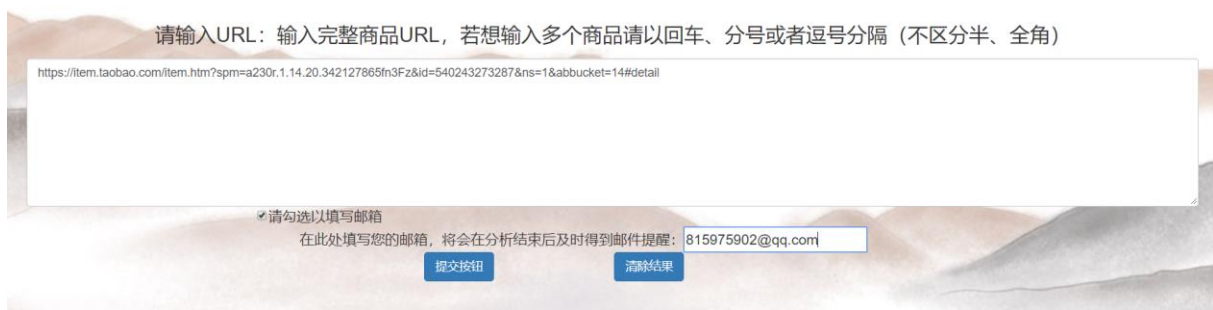 请输入URL：输入完整商品URL，若想输入多个商品请以回车、分号或者逗号分隔（不区分半、全角）
https://item.taobao.com/item.htm?spm=a230r.1.14.20.342127865fn3Fz&id=540243273287&ns=1&abbucket=14#detail
请勾选以填写邮箱
在此处填写您的邮箱，将会在分析结束后及时得到邮件提醒：815975902@qq.com
提交按钮 清除结果